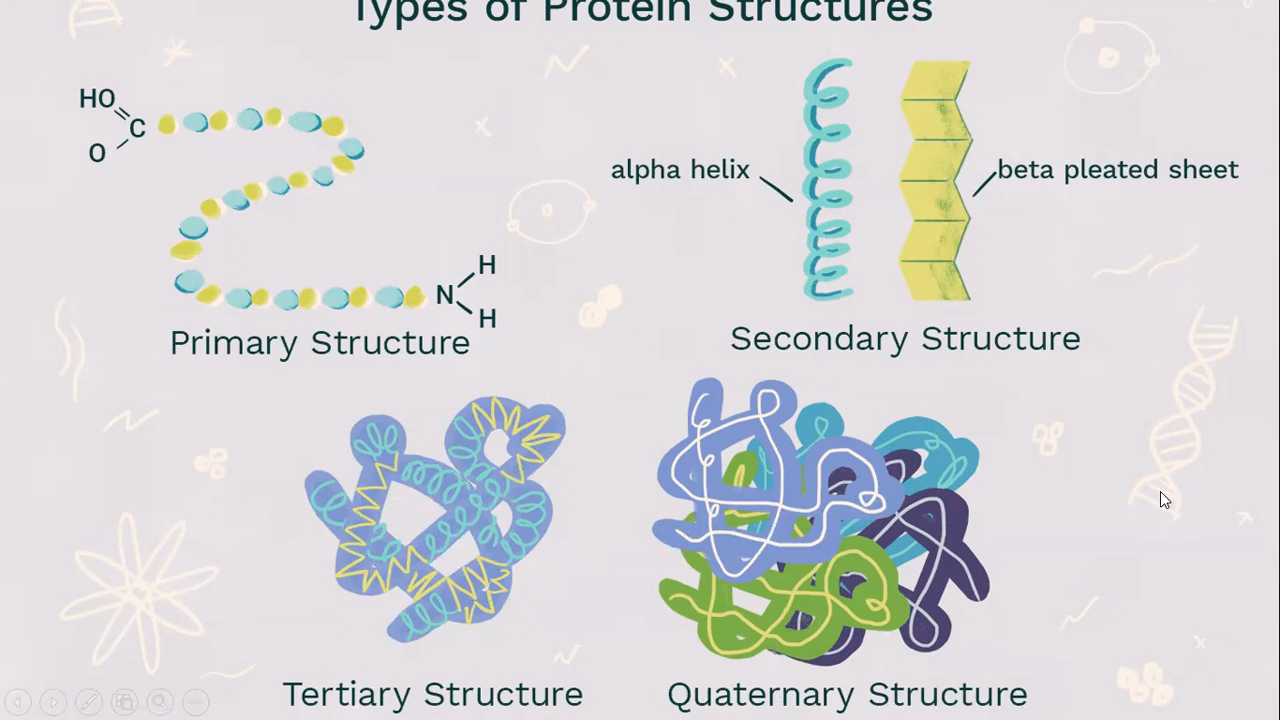 Types of Protein Structures
HO
C
O
N
H
H
Primary Structure
alpha helix
beta pleated sheet
Secondary Structure
Tertiary Structure
Quaternary Structure